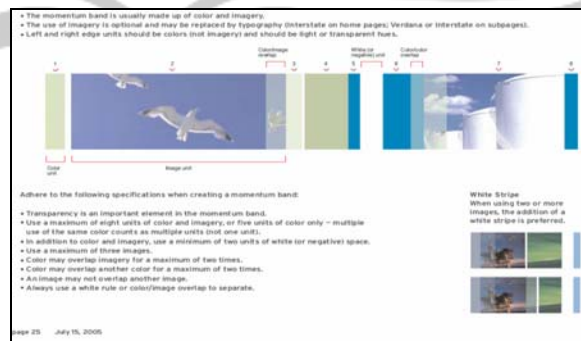 • The momentum band is usually made up of color and imagery.
• The use of imagery is optional and may be replaced by typography (Interstate on home pages; Verdana or Interstate on subpages).
• Left and right edge units should be colors (not imagery) and should be light or transparent hues.
Color/image
overlap
White (or
negative) unit
Color/color
overlap
1 2 3 4 5 6 7 8
Color
unit
Image unit
Adhere to the following specifications when creating a momentum band:
• Transparency is an important element in the momentum band.
• Use a maximum of eight units of color and imagery, or five units of color only – multiple
use of the same color counts as multiple units (not one unit).
• In addition to color and imagery, use a minimum of two units of white (or negative) space.
• Use a maximum of three images.
• Color may overlap imagery for a maximum of two times.
• Color may overlap another color for a maximum of two times.
• An image may not overlap another image.
• Always use a white rule or color/image overlap to separate.
White Stripe
When using two or more
images, the addition of a
white stripe is preferred.
page 25 July 15, 2005